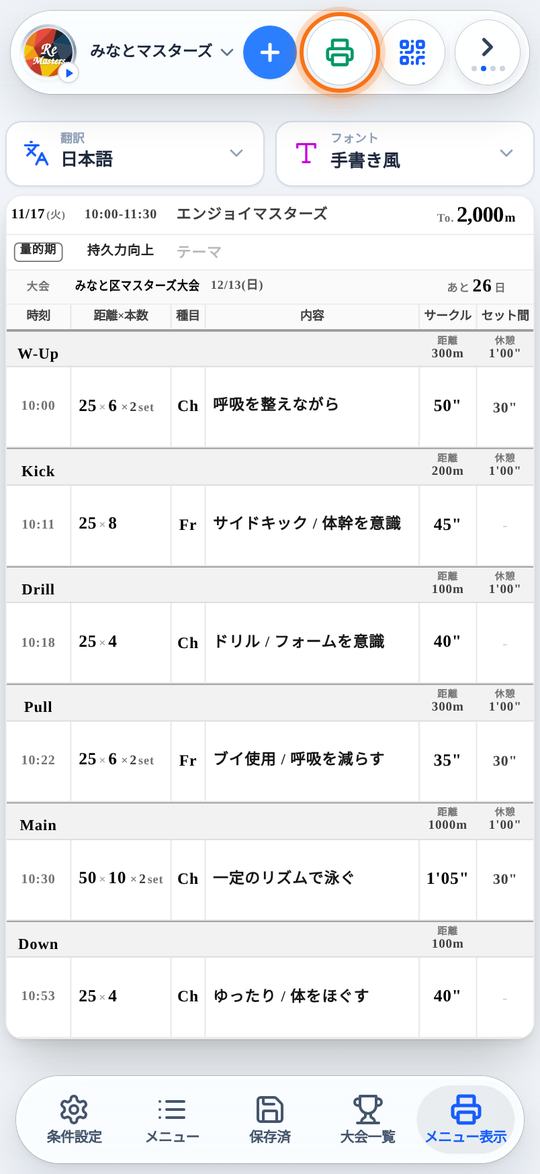 Re
Masters
みなとマスターズ
翻訳
日本語
フォント
手書き風
11/17(火) 10:00-11:30 エンジョイマスターズ To. 2,000m
量的期 持久力向上 テーマ
大会 みなと区マスターズ大会 12/13(日) あと 26 日
時刻 距離×本数 種目 内容 サークル セット間
W-Up 距離 300m 休憩 1'00"
10:00 25×6 ×2set Ch 呼吸を整えながら 50" 30"
Kick 距離 200m 休憩 1'00"
10:11 25×8 Fr サイドキック / 体幹を意識 45" -
Drill 距離 100m 休憩 1'00"
10:18 25×4 Ch ドリル / フォームを意識 40" -
Pull 距離 300m 休憩 1'00"
10:22 25×6 ×2set Fr ブイ使用 / 呼吸を減らす 35" 30"
Main 距離 1000m 休憩 1'00"
10:30 50×10 ×2set Ch 一定のリズムで泳ぐ 1'05" 30"
Down 距離 100m
10:53 25×4 Ch ゆったり / 体をほぐす 40" -
条件設定 メニュー 保存済 大会一覧 メニュー表示